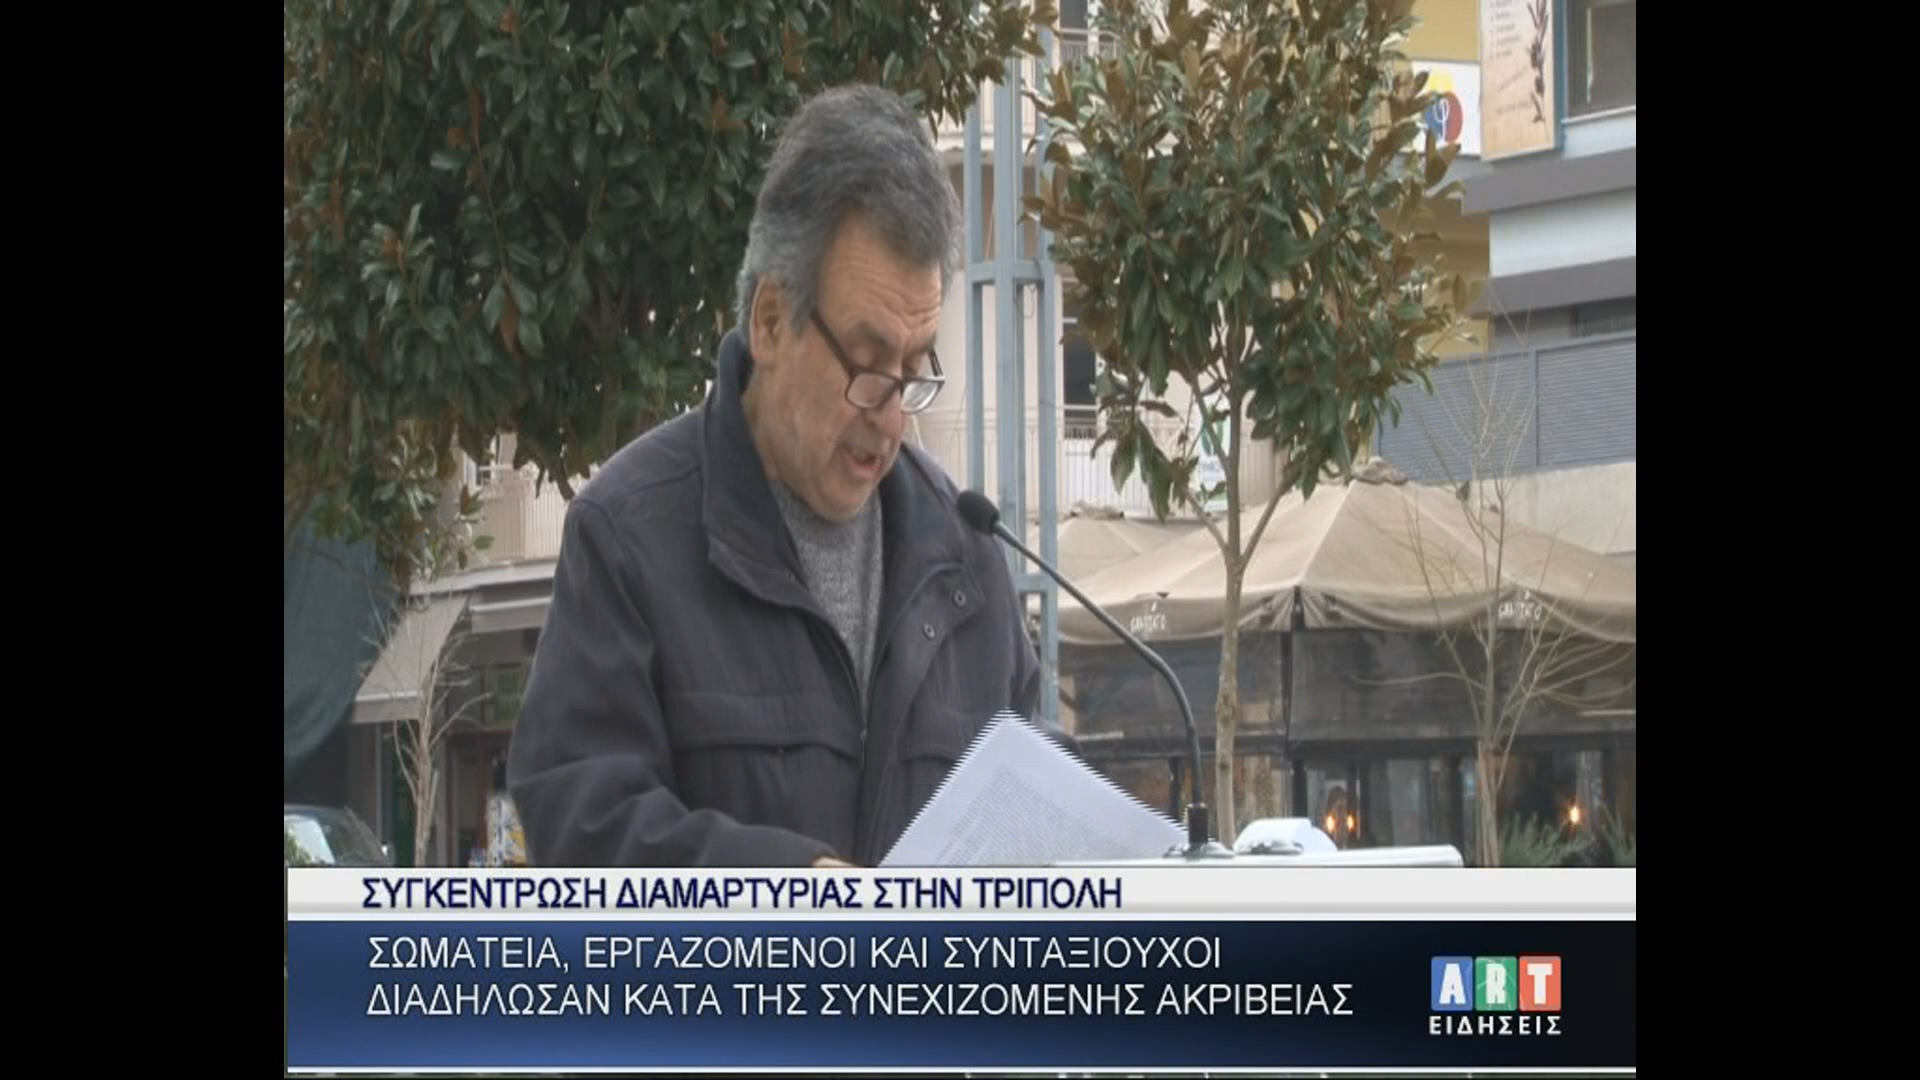 ΣΥΓΚΕΝΤΡΩΣΗ ΔΙΑΜΑΡΤΥΡΙΑΣ ΣΤΗΝ ΤΡΙΠΟΛΗ
ΣΩΜΑΤΕΙΑ, ΕΡΓΑΖΟΜΕΝΟΙ ΚΑΙ ΣΥΝΤΑΞΙΟΥΧΟΙ
ΔΙΑΔΗΛΩΣΑΝ ΚΑΤΑ ΤΗΣ ΣΥΝΕΧΙΖΟΜΕΝΗΣ ΑΚΡΙΒΕΙΑΣ
ART
ΕΙΔΗΣΕΙΣ